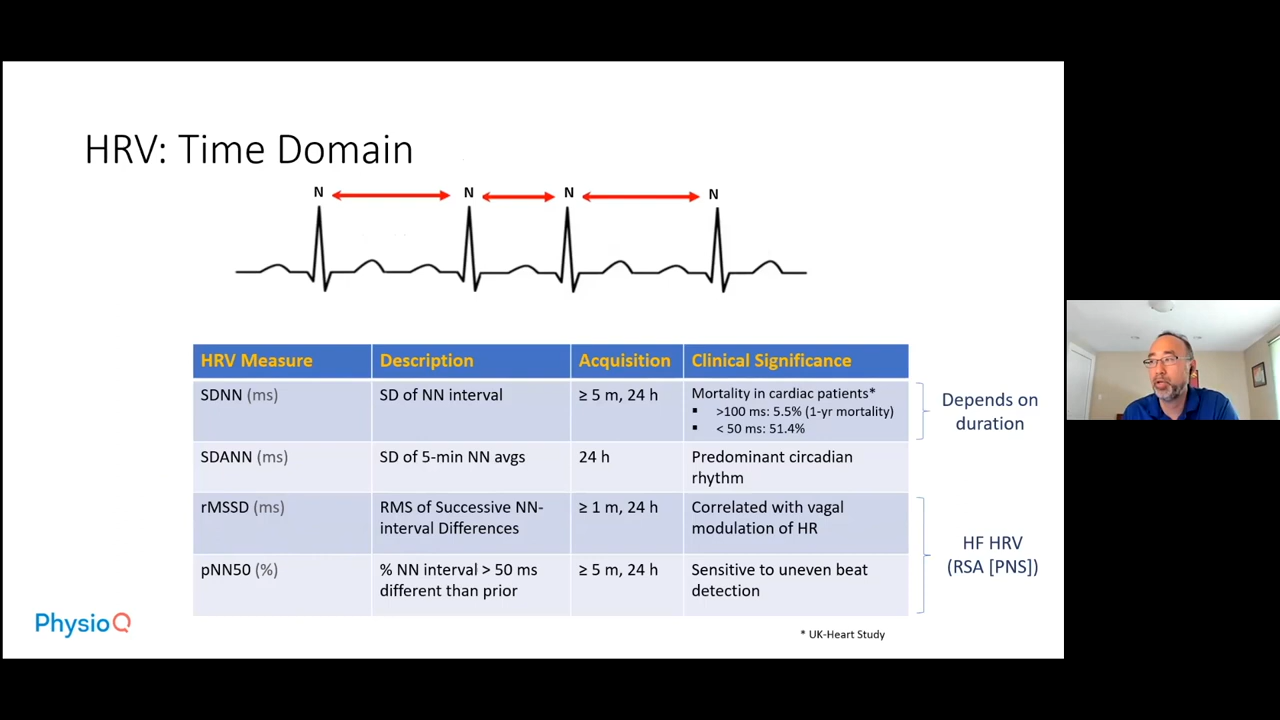 HRV: Time Domain
N N N N
HRV Measure Description Acquisition Clinical Significance
SDNN (ms) SD of NN interval ≥ 5 m, 24 h Mortality in cardiac patients*
▪ >100 ms: 5.5% (1-yr mortality)
▪ < 50 ms: 51.4%
Depends on
duration
SDANN (ms) SD of 5-min NN avgs 24 h Predominant circadian
rhythm
rMSSD (ms) RMS of Successive NN- ≥ 1 m, 24 h Correlated with vagal
interval Differences modulation of HR
HF HRV
(RSA [PNS])
pNN50 (%) % NN interval > 50 ms ≥ 5 m, 24 h Sensitive to uneven beat
different than prior detection
PhysioQ
* UK-Heart Study